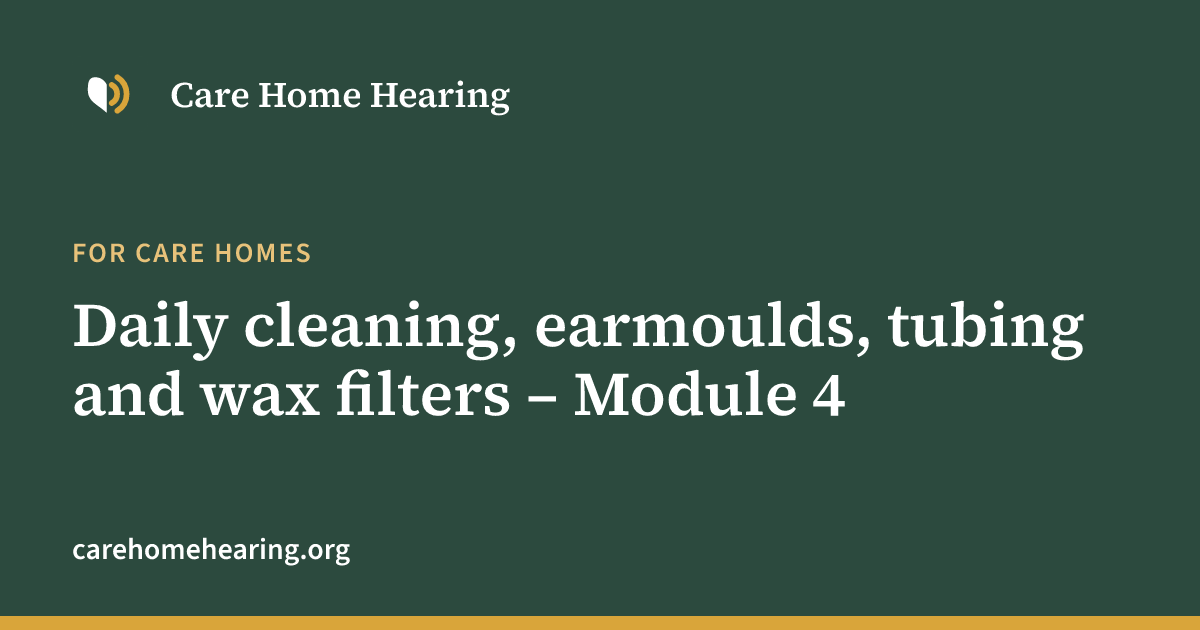 Care Home Hearing
FOR CARE HOMES
Daily cleaning, earmoulds, tubing
and wax filters – Module 4
carehomehearing.org